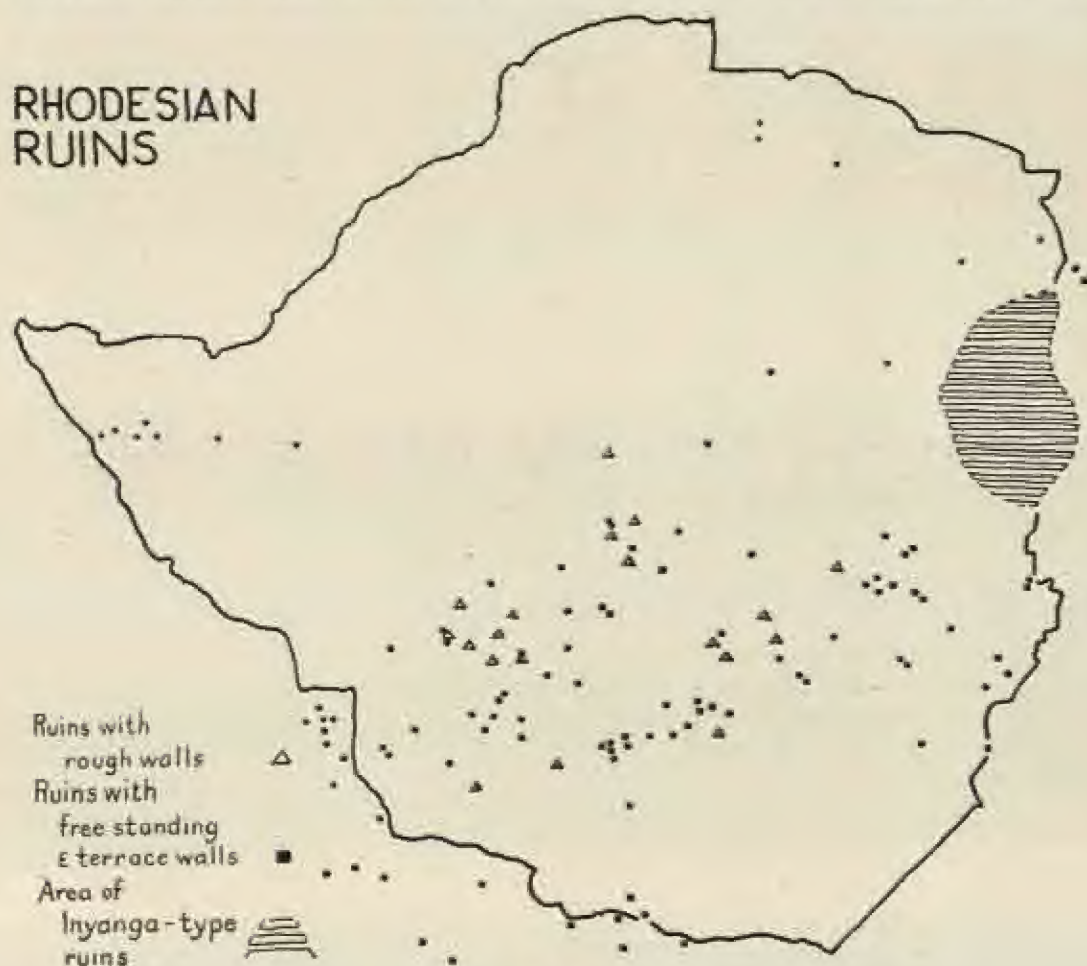 RHODESIAN
RUINS
Ruins with
rough walls
Ruins with
free standing
& terrace walls
Area of
Inyanga-type
ruins